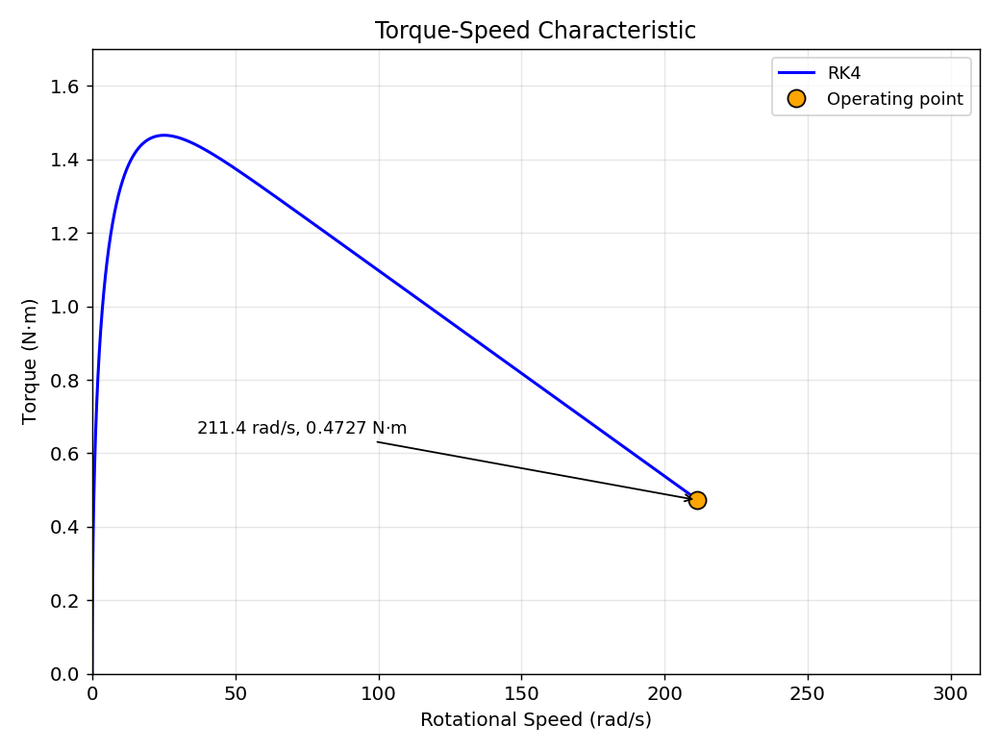 Torque-Speed Characteristic
RK4
Operating point
Torque (N·m)
1.6
1.4
1.2
1.0
0.8
0.6
0.4
0.2
0.0
211.4 rad/s, 0.4727 N·m
0
50
100
150
200
250
300
Rotational Speed (rad/s)